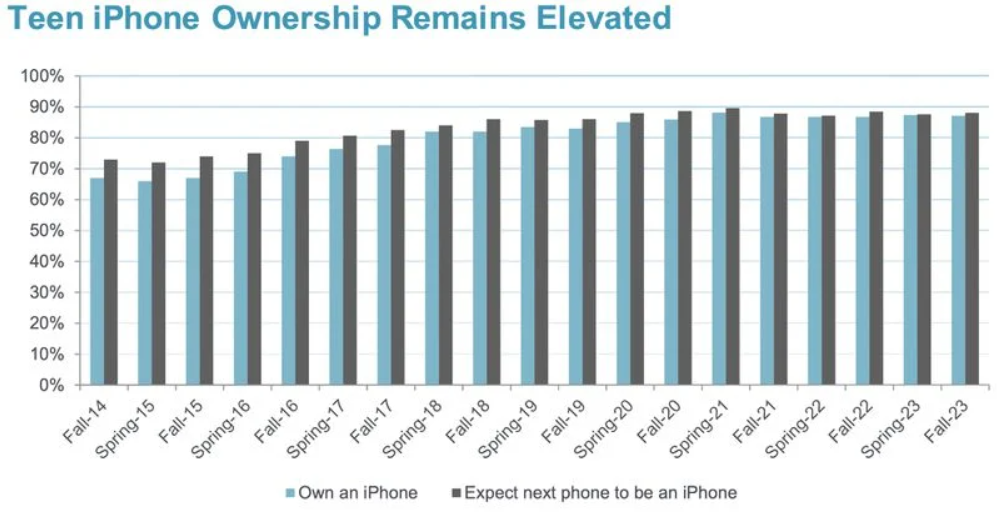 Teen iPhone Ownership Remains Elevated
100%
90%
80%
70%
60%
50%
40%
30%
20%
10%
0%
Fall-14
Spring-15
Fall-15
Spring-16
Fall-16
Spring-17
Fall-17
Spring-18
Fall-18
Spring-19
Fall-19
Spring-20
Fall-20
Spring-21
Fall-21
Spring-22
Fall-22
Spring-23
Fall-23
Own an iPhone
Expect next phone to be an iPhone